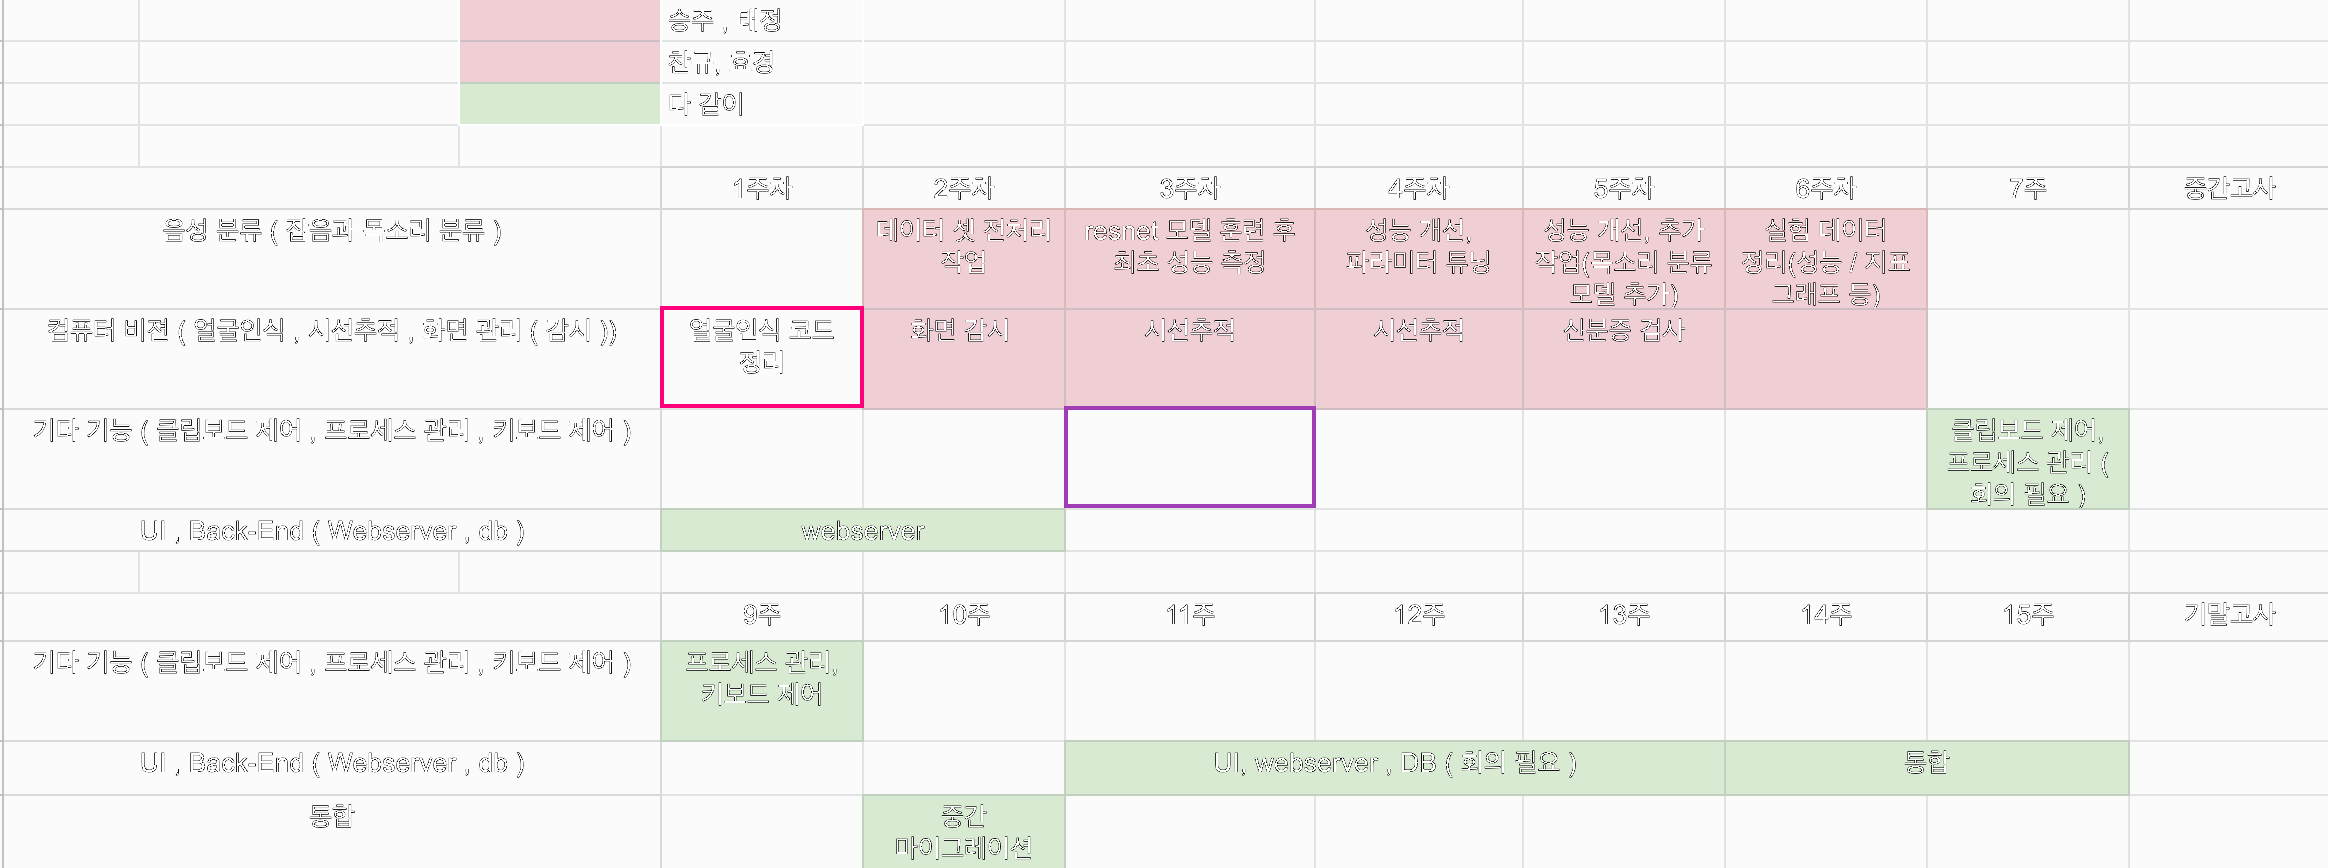 승주 , 태정
찬규, 효경
다 같이
1주차 2주차 3주차 4주차 5주차 6주차 7주 중간고사
음성 분류 ( 잡음과 목소리 분류 )
데이터 셋 전처리
작업
resnet 모델 훈련 후
최초 성능 측정
성능 개선,
파라미터 튜닝
성능 개선, 추가
작업(목소리 분류
모델 추가)
실험 데이터
정리(성능 / 지표
그래프 등)
컴퓨터 비젼 ( 얼굴인식 , 시선추적 , 화면 관리 ( 감시 ))
얼굴인식 코드
정리
화면 감시
시선추적
시선추적
신분증 검사
기타 기능 ( 클립보드 제어 , 프로세스 관리 , 키보드 제어 )
클립보드 제어,
프로세스 관리 (
회의 필요 )
UI , Back-End ( Webserver , db )
webserver
9주 10주 11주 12주 13주 14주 15주 기말고사
기타 기능 ( 클립보드 제어 , 프로세스 관리 , 키보드 제어 )
프로세스 관리,
키보드 제어
UI , Back-End ( Webserver , db )
UI, webserver , DB ( 회의 필요 )
통합
통합
중간
마이그레이션